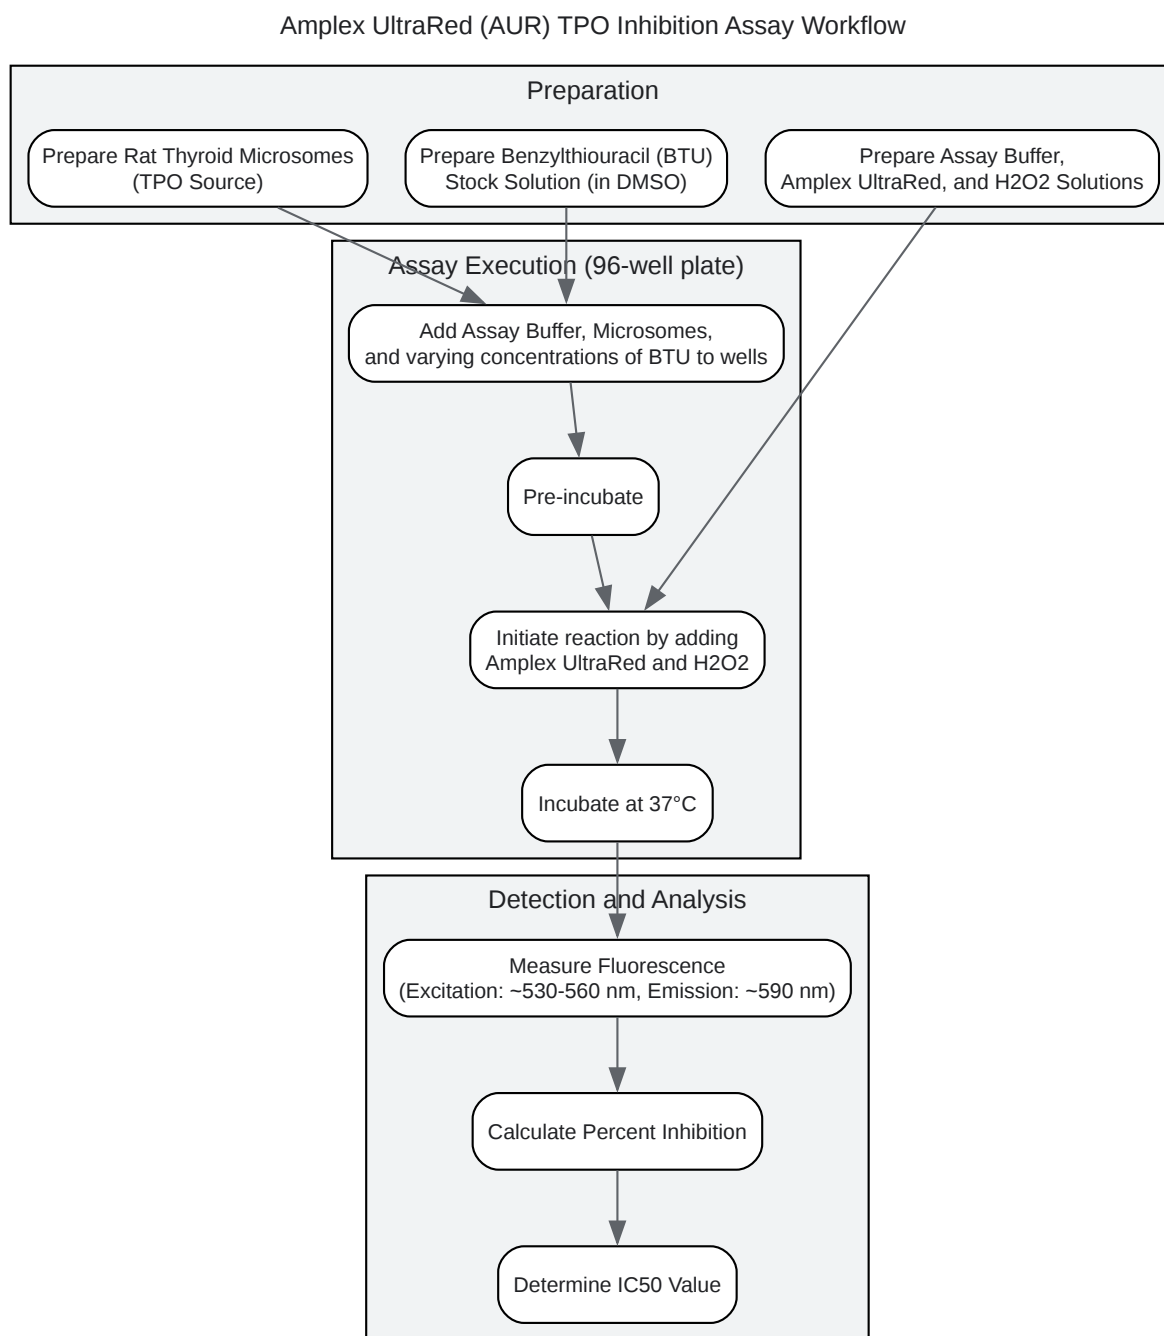 Amplex UltraRed (AUR) TPO Inhibition Assay Workflow
Preparation
Prepare Rat Thyroid Microsomes
(TPO Source)
Prepare Benzylthiouracil (BTU)
Stock Solution (in DMSO)
Prepare Assay Buffer,
Amplex UltraRed, and H2O2 Solutions
Assay Execution (96-well plate)
Add Assay Buffer, Microsomes,
and varying concentrations of BTU to wells
Pre-incubate
Initiate reaction by adding
Amplex UltraRed and H2O2
Incubate at 37°C
Detection and Analysis
Measure Fluorescence
(Excitation: ~530-560 nm, Emission: ~590 nm)
Calculate Percent Inhibition
Determine IC50 Value